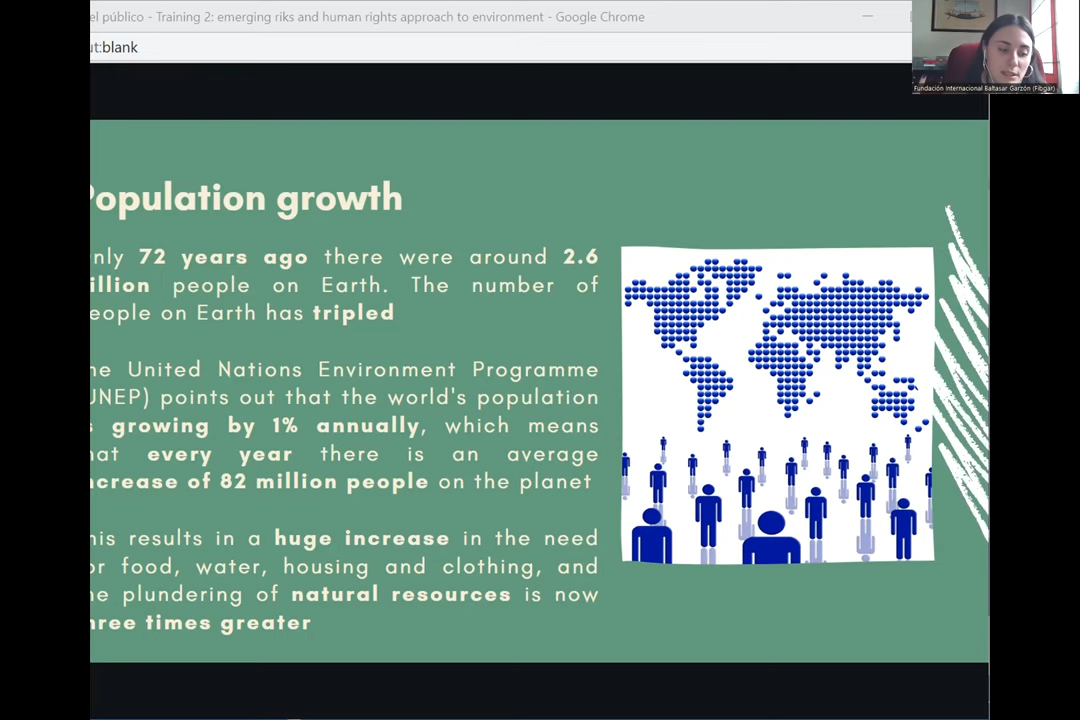 el público - Training 2: emerging riks and human rights approach to environment - Google Chrome
ut:blank
Fundación Internacional Baltasar Garzón (Fibgar)
Population growth
nly 72 years ago there were around 2.6
illion people on Earth. The number of
eople on Earth has tripled
he United Nations Environment Programme
UNEP) points out that the world's population
s growing by 1% annually, which means
hat every year there is an average
ncrease of 82 million people on the planet
his results in a huge increase in the need
or food, water, housing and clothing, and
he plundering of natural resources is now
hree times greater